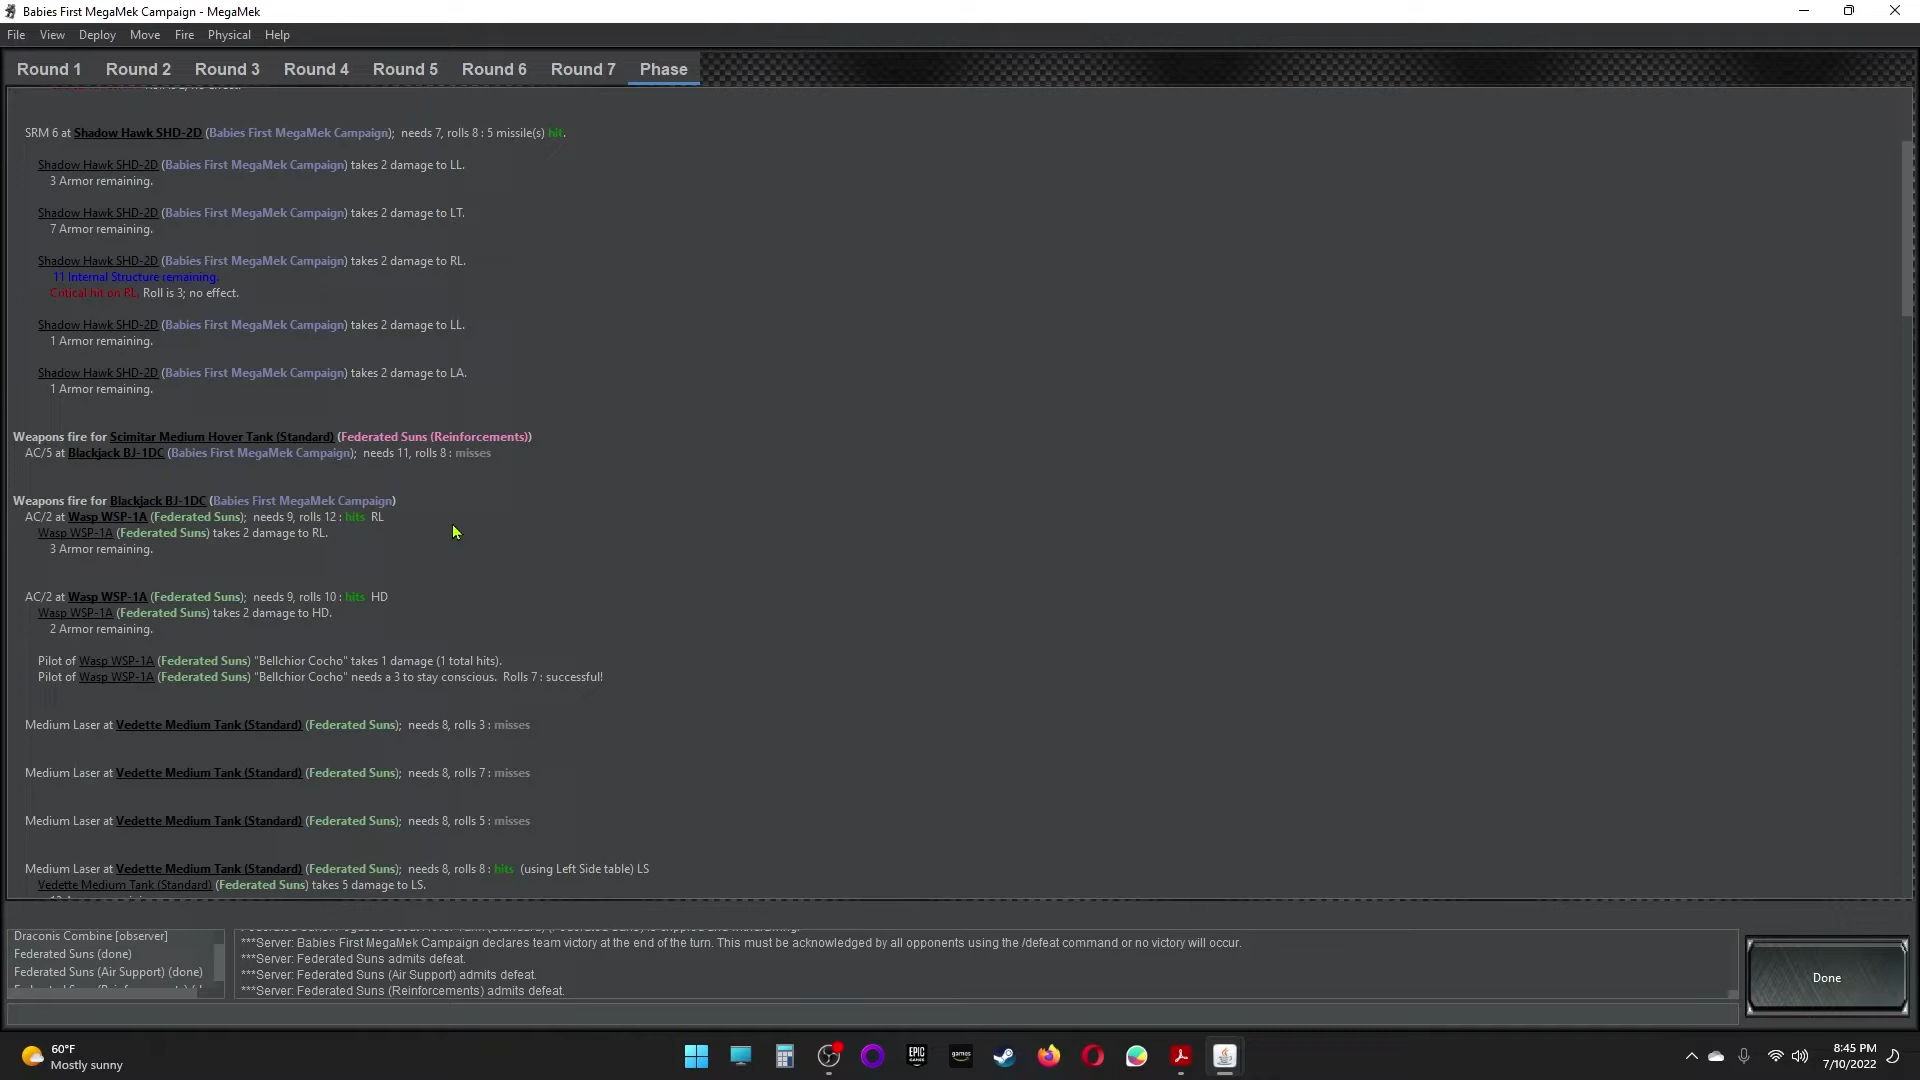 Babies First MegaMek Campaign - MegaMek
File View Deploy Move Fire Physical Help
Round 1 Round 2 Round 3 Round 4 Round 5 Round 6 Round 7 Phase
SRM 6 at Shadow Hawk SHD-2D (Babies First MegaMek Campaign);  needs 7, rolls 8 : 5 missile(s) hit.
Shadow Hawk SHD-2D (Babies First MegaMek Campaign) takes 2 damage to LL.
3 Armor remaining.
Shadow Hawk SHD-2D (Babies First MegaMek Campaign) takes 2 damage to LT.
7 Armor remaining.
Shadow Hawk SHD-2D (Babies First MegaMek Campaign) takes 2 damage to RL.
11 Internal Structure remaining.
Critical hit on RL. Roll is 3; no effect.
Shadow Hawk SHD-2D (Babies First MegaMek Campaign) takes 2 damage to LL.
1 Armor remaining.
Shadow Hawk SHD-2D (Babies First MegaMek Campaign) takes 2 damage to LA.
1 Armor remaining.
Weapons fire for Scimitar Medium Hover Tank (Standard) (Federated Suns (Reinforcements))
AC/5 at Blackjack BJ-1DC (Babies First MegaMek Campaign);  needs 11, rolls 8 : misses
Weapons fire for Blackjack BJ-1DC (Babies First MegaMek Campaign)
AC/2 at Wasp WSP-1A (Federated Suns);  needs 9, rolls 12 : hits  RL
Wasp WSP-1A (Federated Suns) takes 2 damage to RL.
3 Armor remaining.
AC/2 at Wasp WSP-1A (Federated Suns);  needs 9, rolls 10 : hits  HD
Wasp WSP-1A (Federated Suns) takes 2 damage to HD.
2 Armor remaining.
Pilot of Wasp WSP-1A (Federated Suns) "Bellchior Cocho" takes 1 damage (1 total hits).
Pilot of Wasp WSP-1A (Federated Suns) "Bellchior Cocho" needs a 3 to stay conscious.  Rolls 7 : successful!
Medium Laser at Vedette Medium Tank (Standard) (Federated Suns);  needs 8, rolls 3 : misses
Medium Laser at Vedette Medium Tank (Standard) (Federated Suns);  needs 8, rolls 7 : misses
Medium Laser at Vedette Medium Tank (Standard) (Federated Suns);  needs 8, rolls 5 : misses
Medium Laser at Vedette Medium Tank (Standard) (Federated Suns);  needs 8, rolls 8 : hits  (using Left Side table) LS
Vedette Medium Tank (Standard) (Federated Suns) takes 5 damage to LS.
Draconis Combine [observer]
Federated Suns (done)
Federated Suns (Air Support) (done)
***Server: Babies First MegaMek Campaign declares team victory at the end of the turn. This must be acknowledged by all opponents using the /defeat command or no victory will occur.
***Server: Federated Suns admits defeat.
***Server: Federated Suns (Air Support) admits defeat.
***Server: Federated Suns (Reinforcements) admits defeat.
Done
60°F
Mostly sunny
EPIC
GAMES
games
8:45 PM
7/10/2022